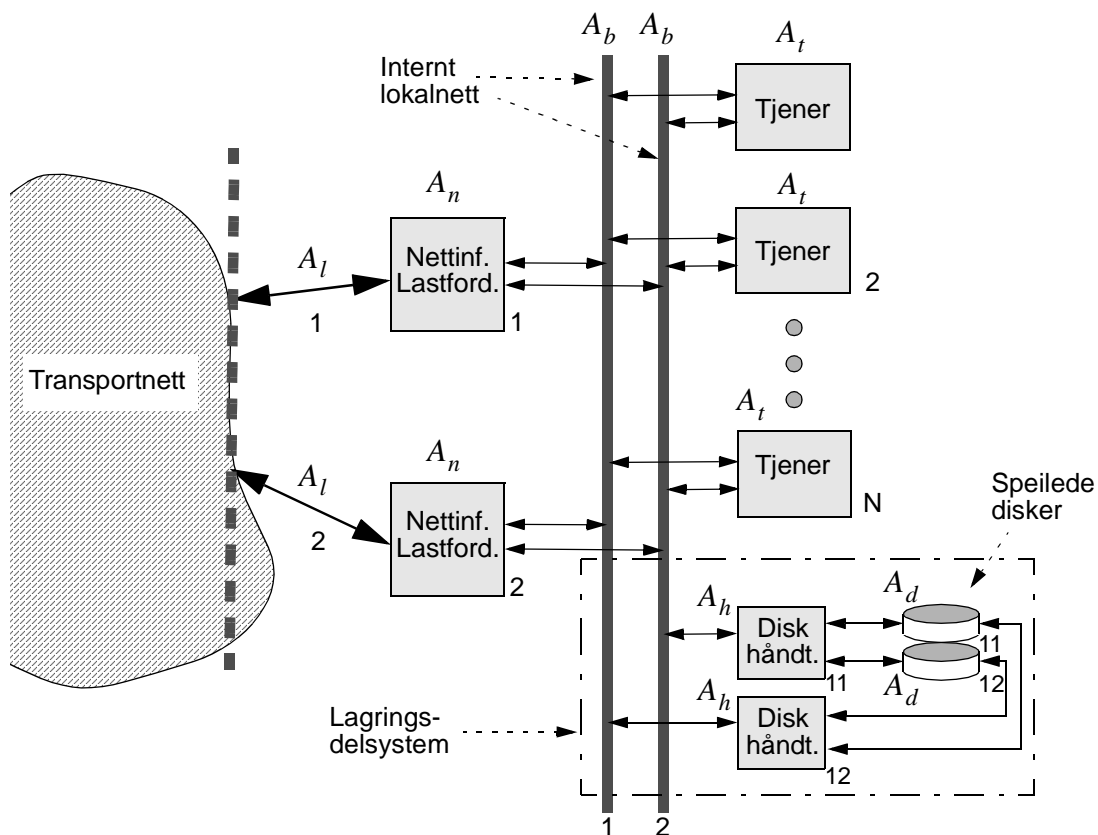 A_b A_b A_t
Internt
lokalnett
Tjener
A_n
A_t
Nettinf.
Lastford.
1
Tjener
2
A_l
1
Transportnett
A_t
Tjener
N
A_l
2
A_n
Nettinf.
Lastford.
2
Speilede
disker
A_h
Disk
håndt.
11
A_d
11
A_d
12
A_h
Disk
håndt.
12
Lagrings-
delsystem
1 2